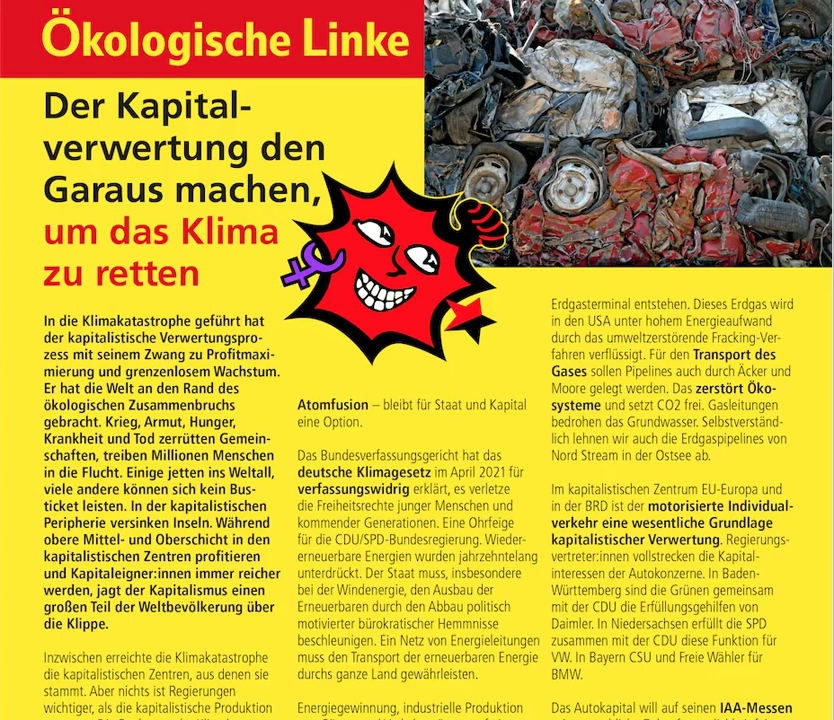 Ökologische Linke
Der Kapital-
verwertung den
Garaus machen,
um das Klima
zu retten
In die Klimakatastrophe geführt hat
der kapitalistische Verwertungspro-
zess mit seinem Zwang zu Profitmaxi-
mierung und grenzenlosem Wachstum.
Er hat die Welt an den Rand des
ökologischen Zusammenbruchs
gebracht. Krieg, Armut, Hunger,
Krankheit und Tod zerrütten Gemein-
schaften, treiben Millionen Menschen
in die Flucht. Einige jetten ins Weltall,
viele andere können sich kein Bus-
ticket leisten. In der kapitalistischen
Peripherie versinken Inseln. Während
obere Mittel- und Oberschicht in den
kapitalistischen Zentren profitieren
und Kapitaleigner:innen immer reicher
werden, jagt der Kapitalismus einen
großen Teil der Weltbevölkerung über
die Klippe.
Inzwischen erreichte die Klimakatastrophe
die kapitalistischen Zentren, aus denen sie
stammt. Aber nichts ist Regierungen
wichtiger, als die kapitalistische Produktion
Atomfusion – bleibt für Staat und Kapital
eine Option.
Das Bundesverfassungsgericht hat das
deutsche Klimagesetz im April 2021 für
verfassungswidrig erklärt, es verletze
die Freiheitsrechte junger Menschen und
kommender Generationen. Eine Ohrfeige
für die CDU/SPD-Bundesregierung. Wieder-
erneuerbare Energien wurden jahrzehntelang
unterdrückt. Der Staat muss, insbesondere
bei der Windenergie, den Ausbau der
Erneuerbaren durch den Abbau politisch
motivierter bürokratischer Hemmnisse
beschleunigen. Ein Netz von Energieleitungen
muss den Transport der erneuerbaren Energie
durchs ganze Land gewährleisten.
Energiegewinnung, industrielle Produktion
Erdgasterminal entstehen. Dieses Erdgas wird
in den USA unter hohem Energieaufwand
durch das umweltzerstörende Fracking-Ver-
fahren verflüssigt. Für den Transport des
Gases sollen Pipelines auch durch Äcker und
Moore gelegt werden. Das zerstört Öko-
systeme und setzt CO2 frei. Gasleitungen
bedrohen das Grundwasser. Selbstverständ-
lich lehnen wir auch die Erdgaspipelines von
Nord Stream in der Ostsee ab.
Im kapitalistischen Zentrum EU-Europa und
in der BRD ist der motorisierte Individual-
verkehr eine wesentliche Grundlage
kapitalistischer Verwertung. Regierungs-
vertreter:innen vollstrecken die Kapital-
interessen der Autokonzerne. In Baden-
Württemberg sind die Grünen gemeinsam
mit der CDU die Erfüllungsgehilfen von
Daimler. In Niedersachsen erfüllt die SPD
zusammen mit der CDU diese Funktion für
VW. In Bayern CSU und Freie Wähler für
BMW.
Das Autokapital will auf seinen IAA-Messen